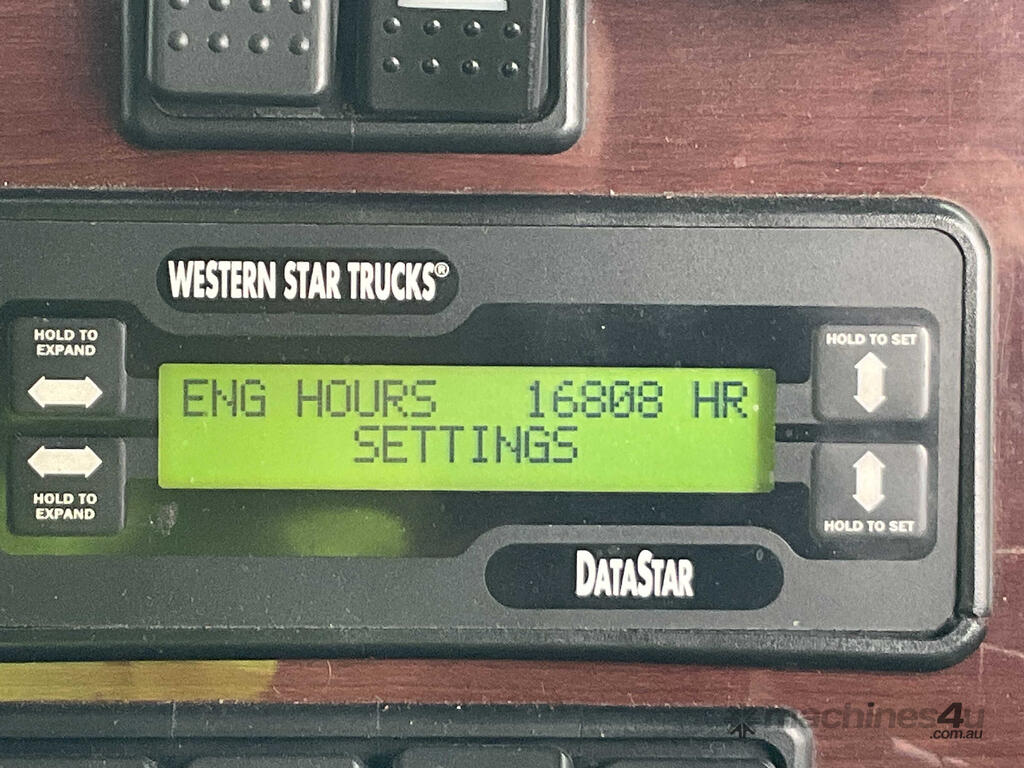 WESTERN STAR TRUCKS®
HOLD TO
EXPAND
HOLD TO SET
ENG HOURS 16808 HR
SETTINGS
HOLD TO
EXPAND
HOLD TO SET
DATASTAR
machines4u
.com.au